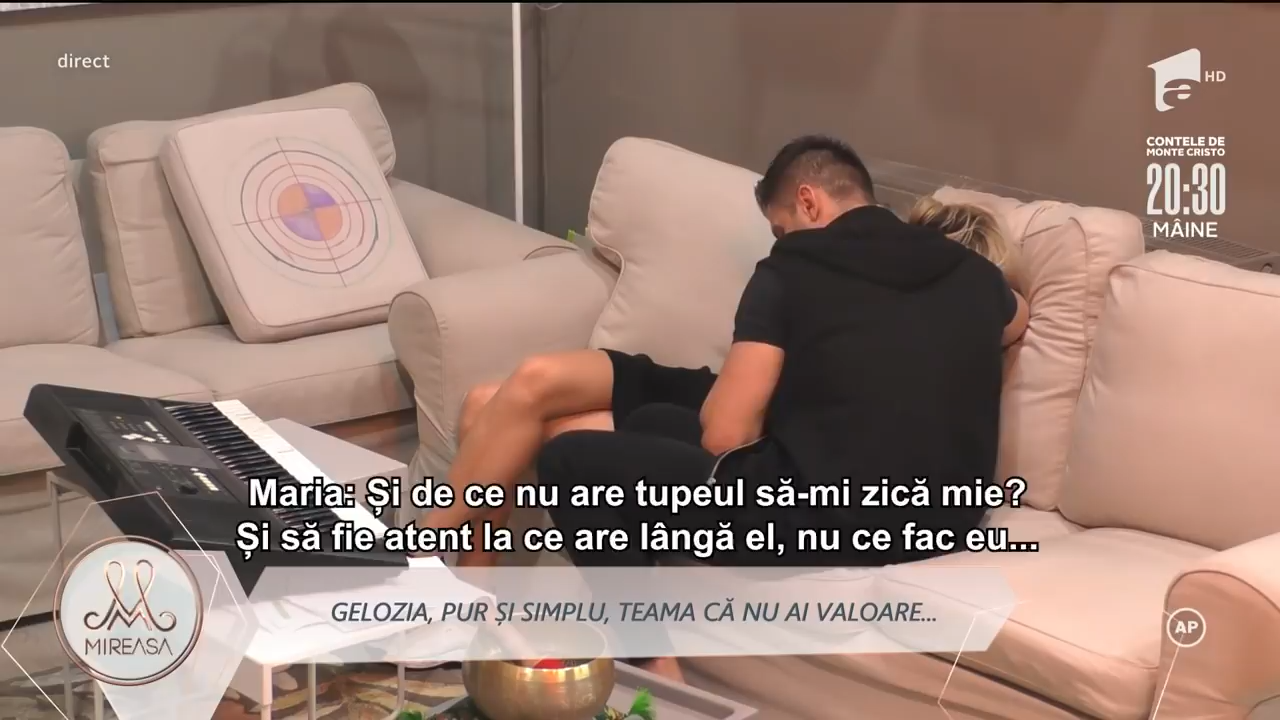 direct
HD
CONTELE DE
MONTE CRISTO
20:30
MÂINE
Maria: Și de ce nu are tupeul să-mi zică mie?
Și să fie atent la ce are lângă el, nu ce fac eu...
GELOZIA, PUR ȘI SIMPLU, TEAMA CĂ NU AI VALOARE...
MIREASA
AP